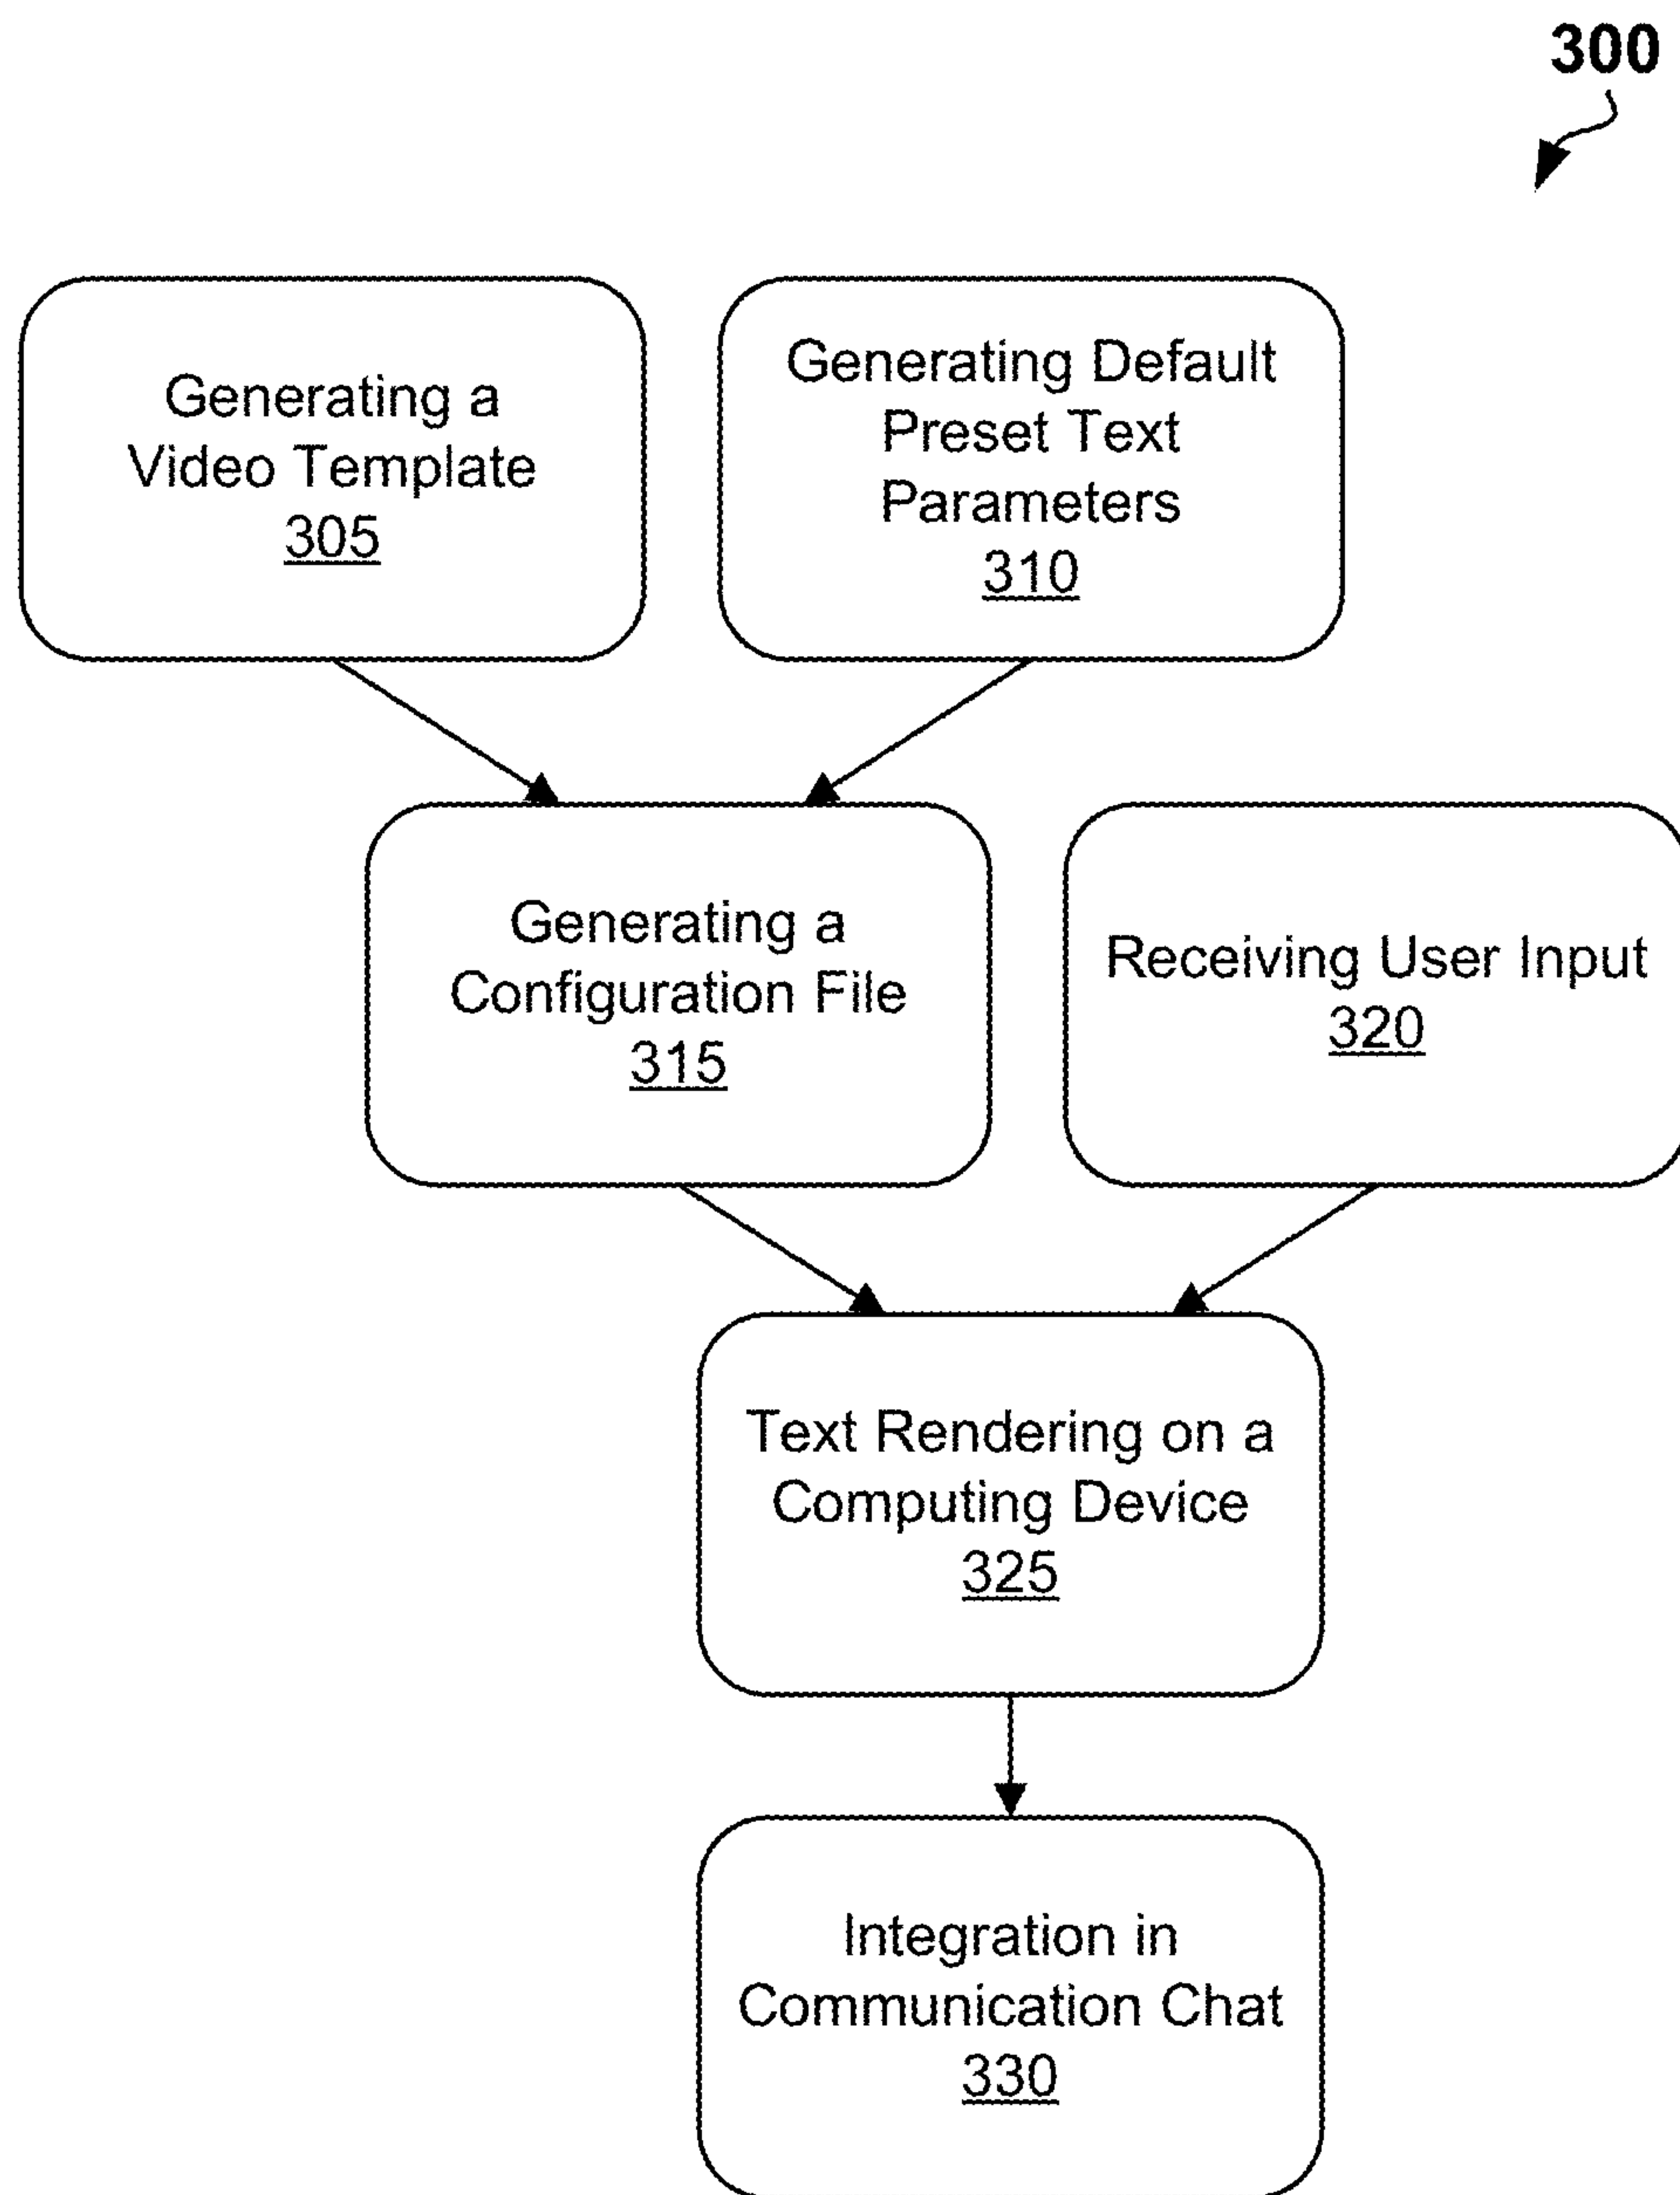 300
Generating a
Video Template
305
Generating Default
Preset Text
Parameters
310
Generating a
Configuration File
315
Receiving User Input
320
Text Rendering on a
Computing Device
325
Integration in
Communication Chat
330